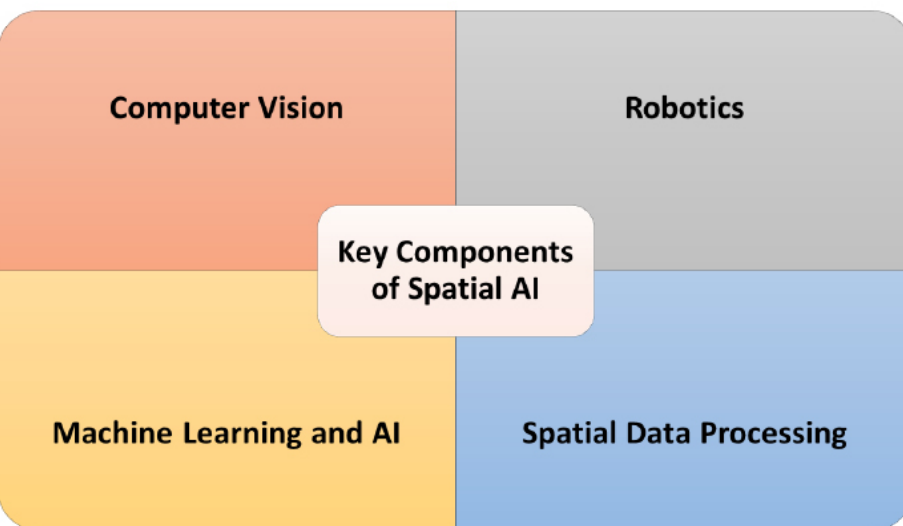 Computer Vision
Robotics
Key Components
of Spatial AI
Machine Learning and AI
Spatial Data Processing